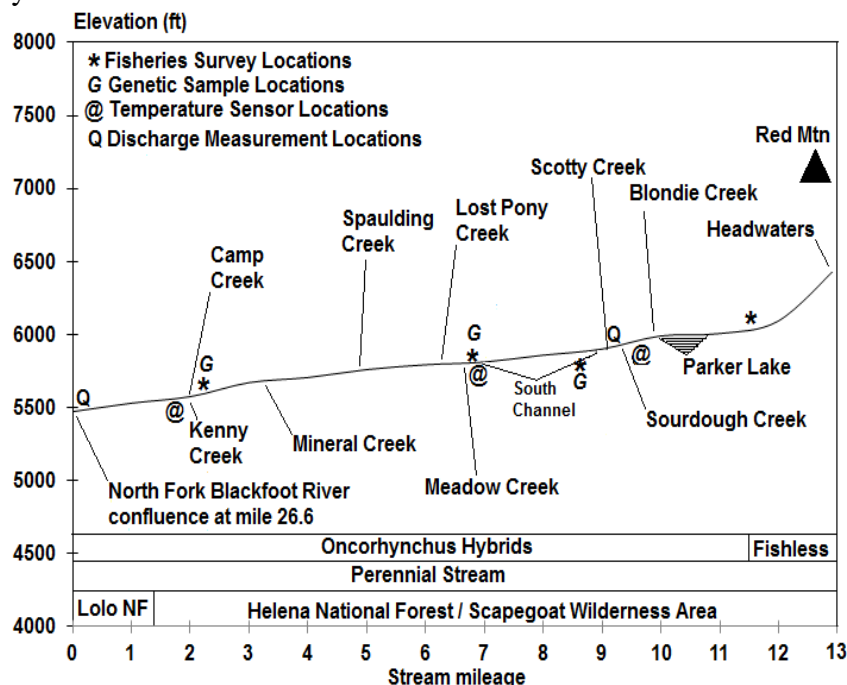 Elevation (ft)
8000
* Fisheries Survey Locations
G Genetic Sample Locations
@ Temperature Sensor Locations
Q Discharge Measurement Locations
7500
Red Mtn
Scotty Creek
7000
Blondie Creek
Spaulding
Creek
Lost Pony
Creek
Headwaters
6500
Camp
Creek
*
6000
G
*
@
Q
@
G
*
@
*
G
South
Channel
Parker Lake
5500
Q
Kenny
Creek
Mineral Creek
Sourdough Creek
Meadow Creek
5000
North Fork Blackfoot River
confluence at mile 26.6
4500
Oncorhynchus Hybrids
Fishless
Perennial Stream
Lolo NF
Helena National Forest / Scapegoat Wilderness Area
4000
0 1 2 3 4 5 6 7 8 9 10 11 12 13
Stream mileage